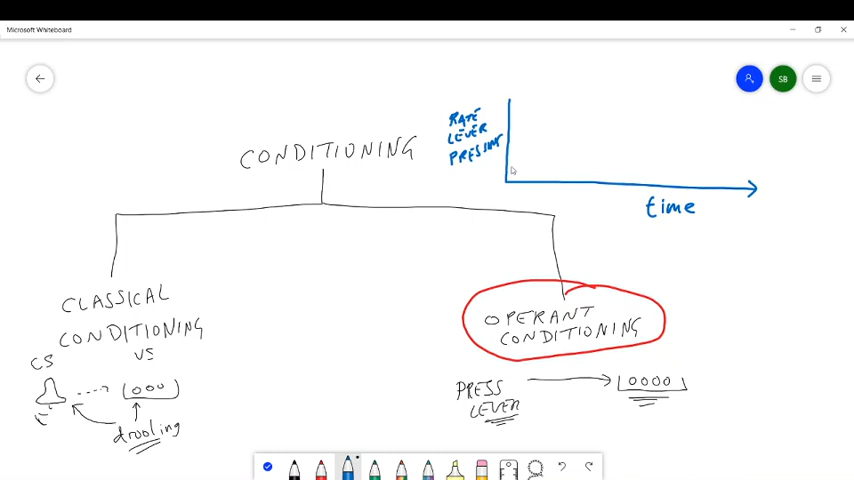 Microsoft Whiteboard
SB
RATE
LEVER
PRESSING
CONDITIONING
time
CLASSICAL
CONDITIONING
OPERANT
CONDITIONING
CS
VS
PRESS
LEVER
drooling